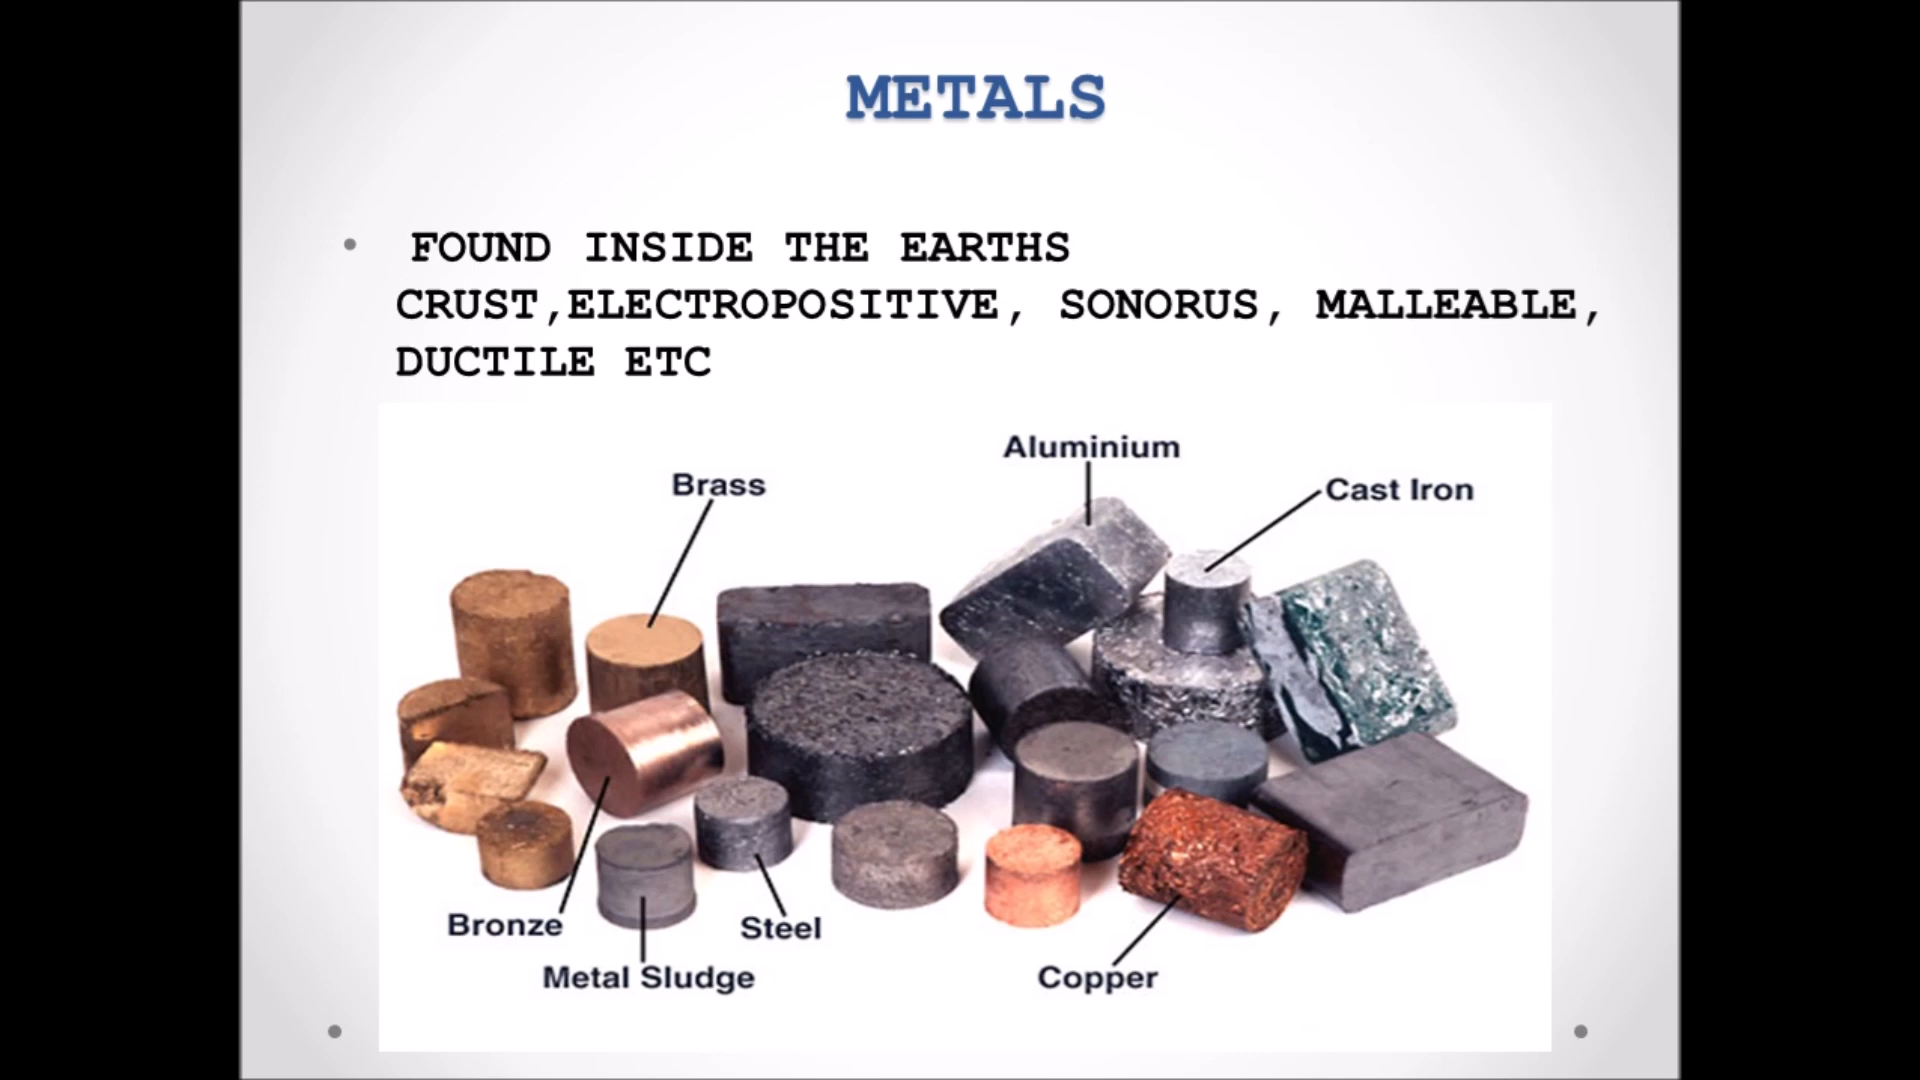 METALS
FOUND INSIDE THE EARTHS
CRUST,ELECTROPOSITIVE, SONORUS, MALLEABLE,
DUCTILE ETC
Aluminium
Brass
Cast Iron
Bronze
Steel
Metal Sludge
Copper